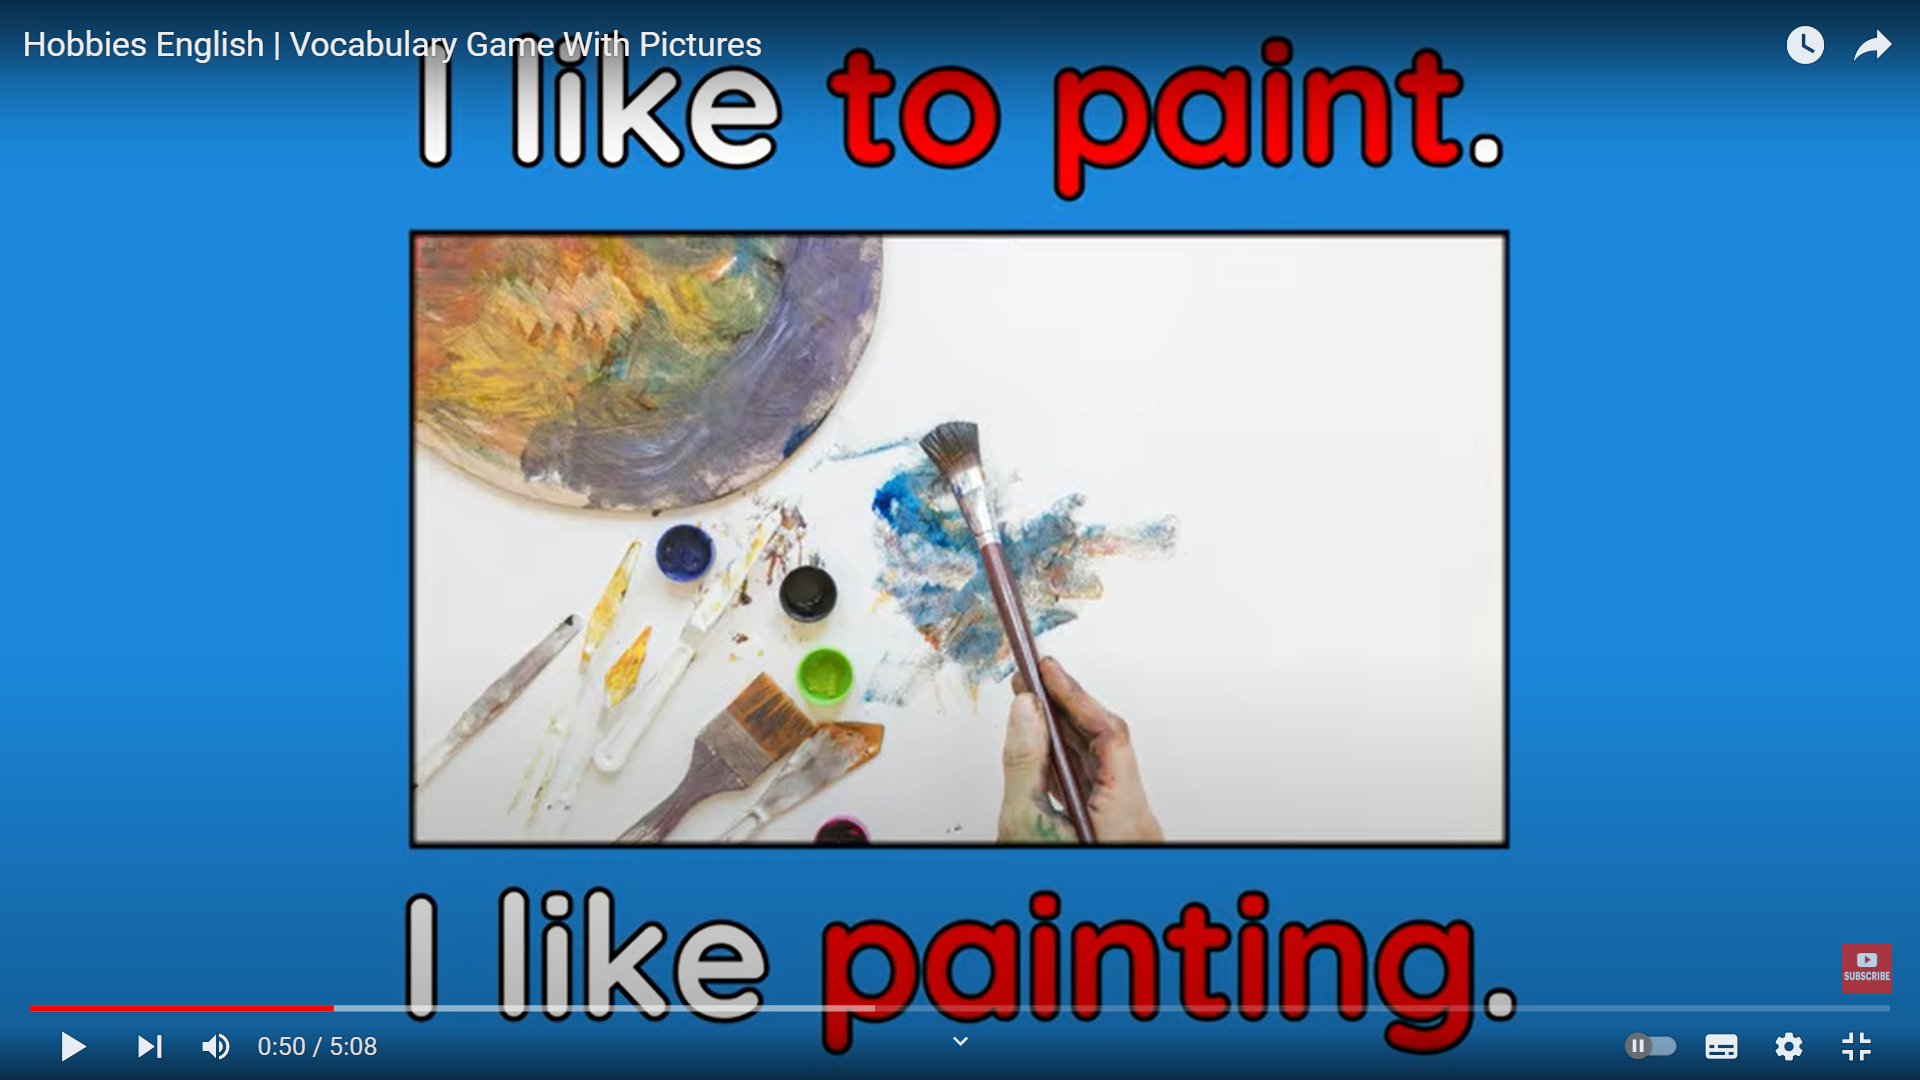 Hobbies English | Vocabulary Game With Pictures
I like to paint.
I like painting.
SUBSCRIBE
0:50 / 5:08